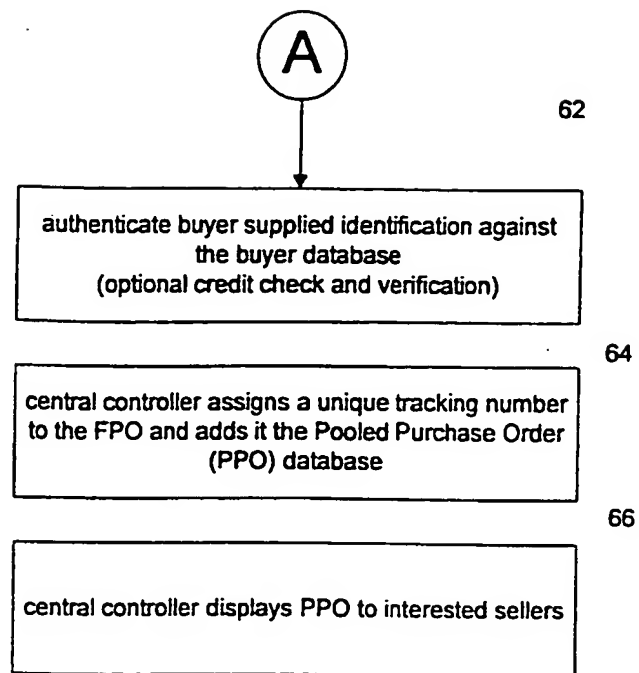 A
62
authenticate buyer supplied identification against
the buyer database
(optional credit check and verification)
64
central controller assigns a unique tracking number
to the FPO and adds it the Pooled Purchase Order
(PPO) database
66
central controller displays PPO to interested sellers